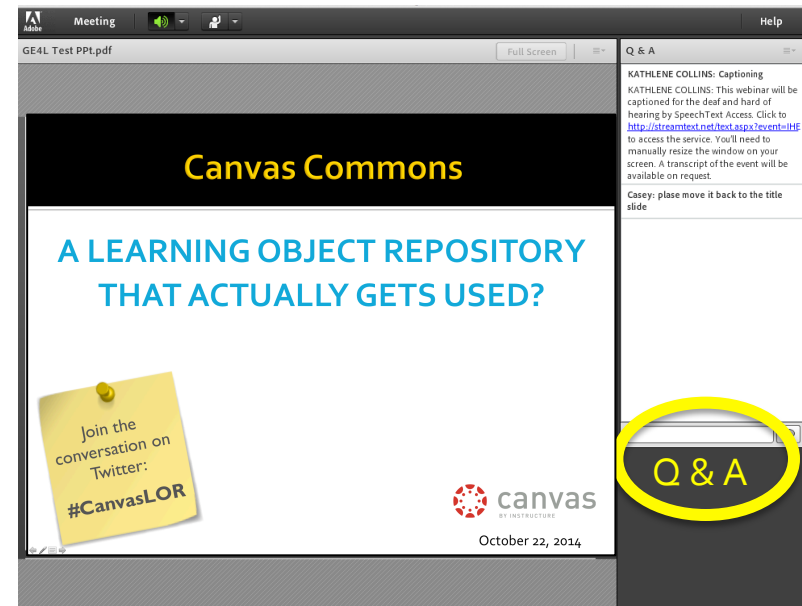 Adobe
Meeting
Help
GE4L Test PPt.pdf
Full Screen
Q & A
Canvas Commons
A LEARNING OBJECT REPOSITORY
THAT ACTUALLY GETS USED?
Join the
conversation on
Twitter:
#CanvasLOR
canvas
BY INSTRUCTURE
October 22, 2014
KATHLENE COLLINS: Captioning
KATHLENE COLLINS: This webinar will be
captioned for the deaf and hard of
hearing by SpeechText Access. Click to
http://streamtext.net/text.aspx?event=IHE
to access the service. You'll need to
manually resize the window on your
screen. A transcript of the event will be
available on request.
Casey: plase move it back to the title
slide
Q & A